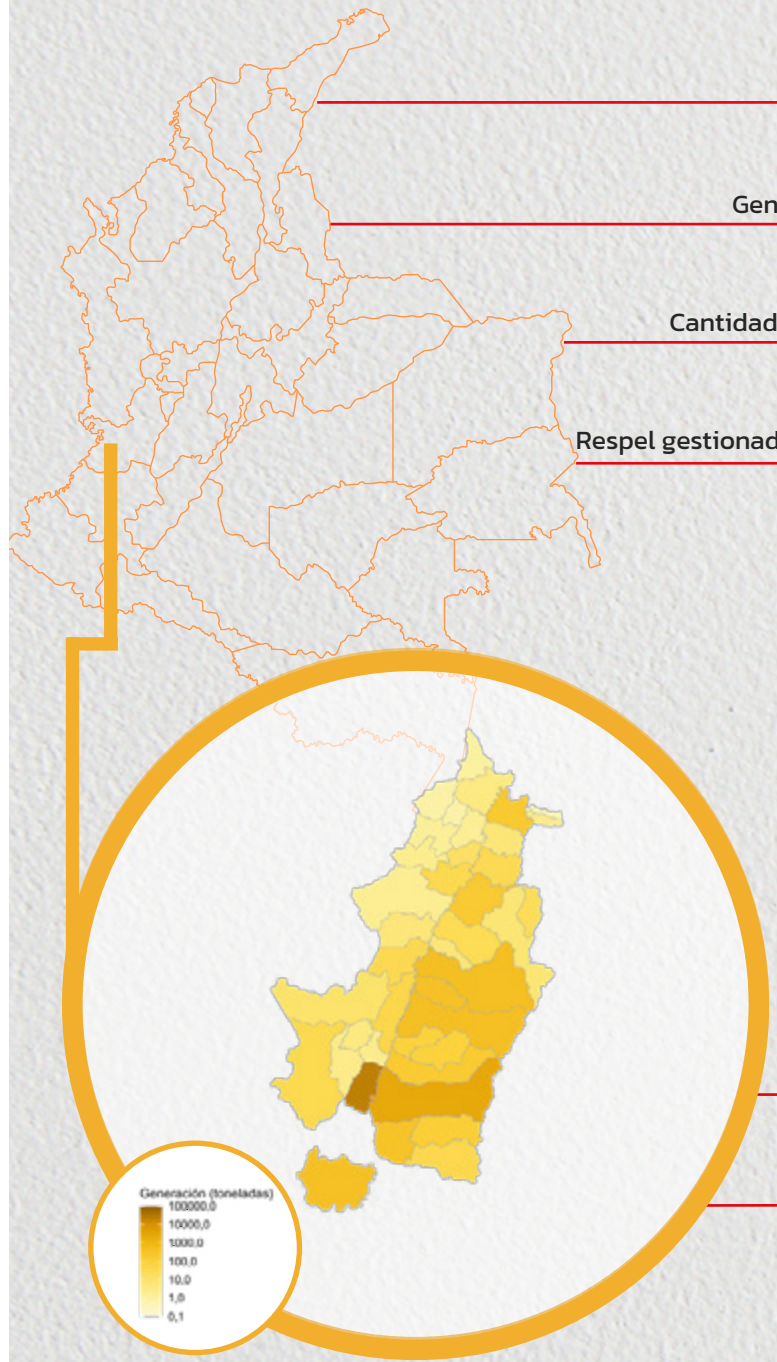 Gen
Cantidad
Respel gestionad
Generación (toneladas)
100000,0
10000,0
1000,0
100,0
10,0
1,0
0,1